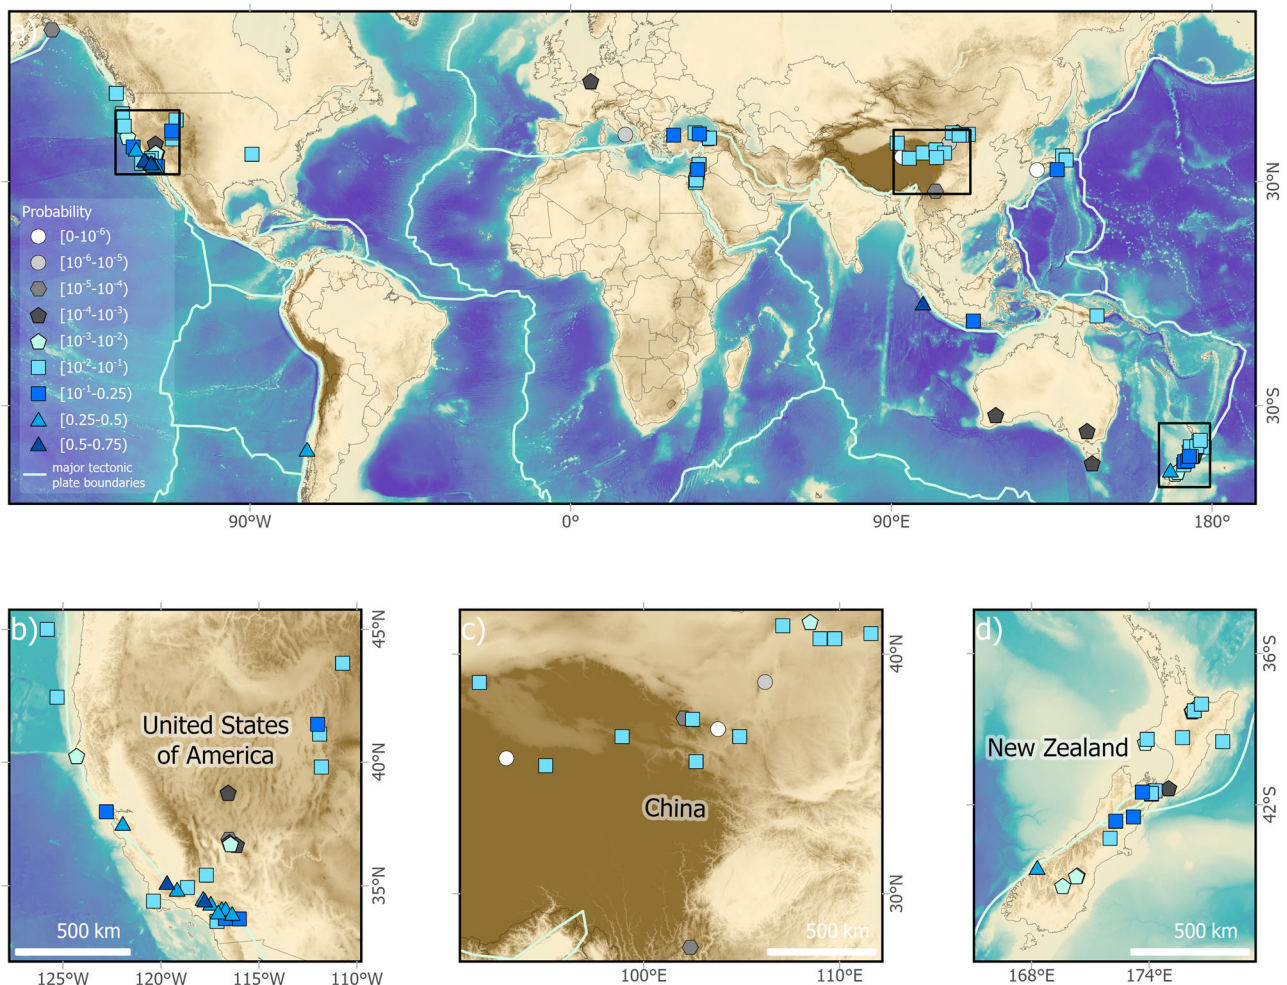 a)
Probability
[0-10⁻⁶)
[10⁻⁶-10⁻⁵)
[10⁻⁵-10⁻⁴)
[10⁻⁴-10⁻³)
[10⁻³-10⁻²)
[10⁻²-10⁻¹)
[10⁻¹-0.25)
[0.25-0.5)
[0.5-0.75)
major tectonic
plate boundaries
30°N
30°S
90°W
0°
90°E
180°
b)
United States
of America
500 km
45°N
40°N
35°N
125°W
120°W
115°W
110°W
c)
China
500 km
40°N
30°N
100°E
110°E
d)
New Zealand
500 km
36°S
42°S
168°E
174°E